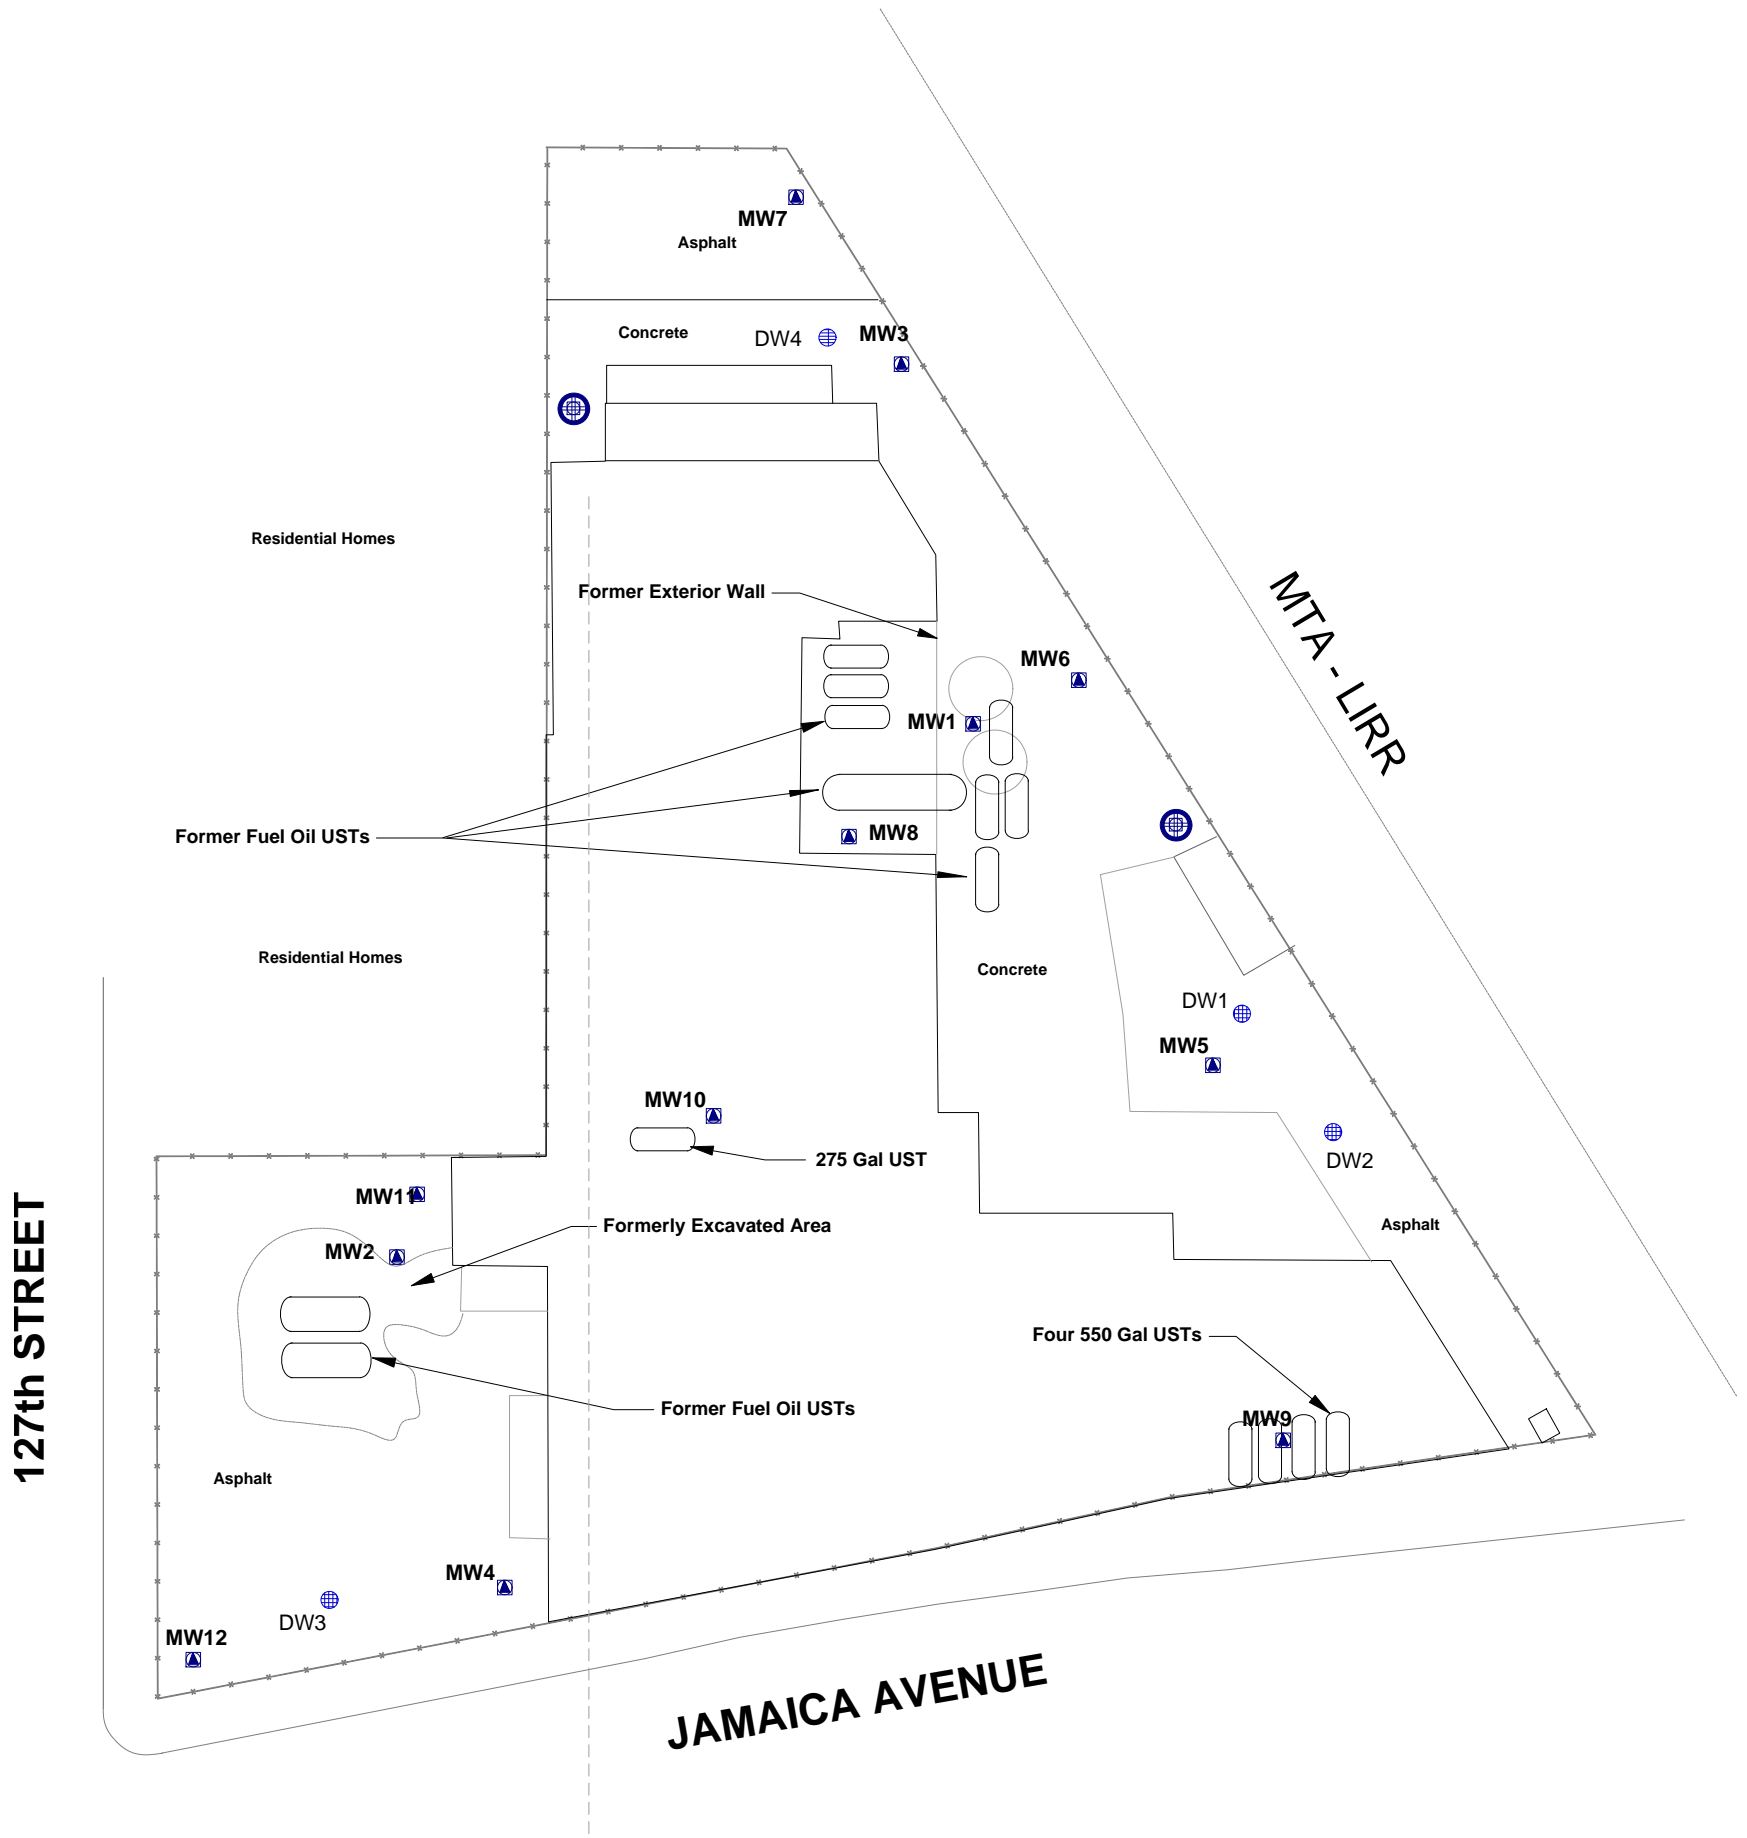 MW7
Asphalt
Concrete
DW4
MW3
Residential Homes
Former Exterior Wall
MTA - LIRR
MW6
MW1
Former Fuel Oil USTs
MW8
Residential Homes
Concrete
DW1
MW5
MW10
DW2
275 Gal UST
MW11
Formerly Excavated Area
Asphalt
MW2
127th STREET
Four 550 Gal USTs
Former Fuel Oil USTs
MW9
Asphalt
MW4
DW3
MW12
JAMAICA AVENUE